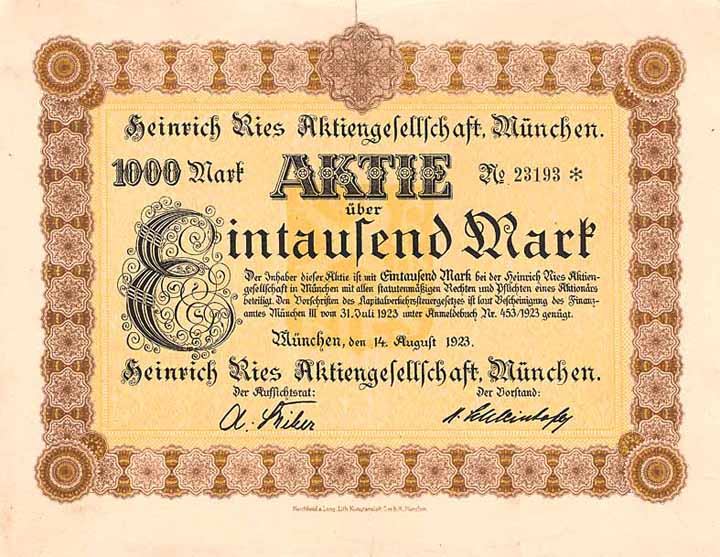 Heinrich Ries Aktiengesellschaft, München.
1000 Mark AKTIE № 23193 *
über
Eintausend Mark
Der Inhaber dieser Aktie ist mit Eintausend Mark bei der Heinrich Ries Aktien-
gesellschaft in München mit allen statutenmäßigen Rechten und Pflichten eines Aktionärs
beteiligt. Den Vorschriften des Kapitalverkehrssteuergesetzes ist laut Bescheinigung des Finanz-
amtes München III vom 31. Juli 1923 unter Anmeldebuch Nr. 453/1923 genügt.
München, den 14. August 1923.
Heinrich Ries Aktiengesellschaft, München.
Der Aufsichtsrat: Der Vorstand:
A.
Lith. Kunstanstalt G.m.b.H. München.